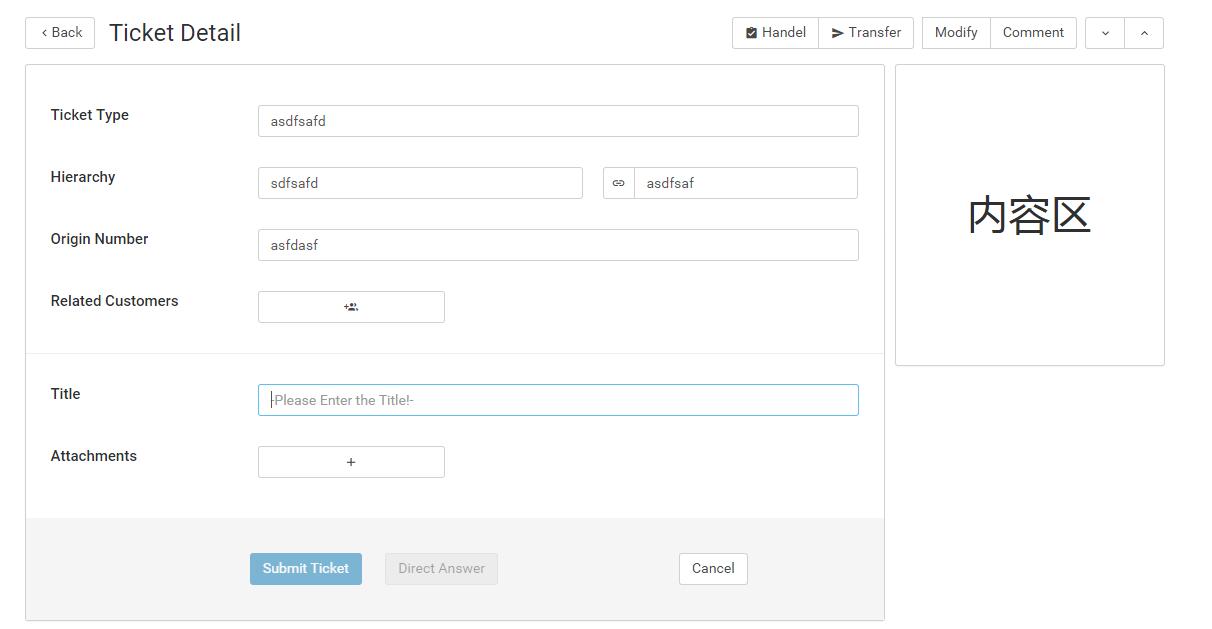 Back
Ticket Detail
Handel
Transfer
Modify
Comment
Ticket Type
asdfsafd
Hierarchy
sdfsafd
asdfsaf
Origin Number
asfdasf
Related Customers
Title
-Please Enter the Title!-
Attachments
Submit Ticket
Direct Answer
Cancel
内容区